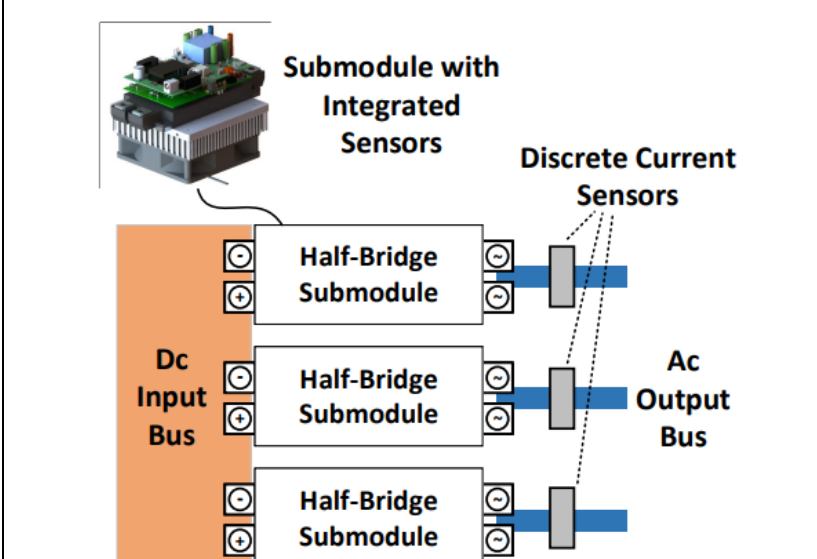 Submodule with
Integrated
Sensors
Discrete Current
Sensors
- Half-Bridge ~
+ Submodule ~
Dc
Input
Bus
- Half-Bridge ~
+ Submodule ~
Ac
Output
Bus
- Half-Bridge ~
+ Submodule ~